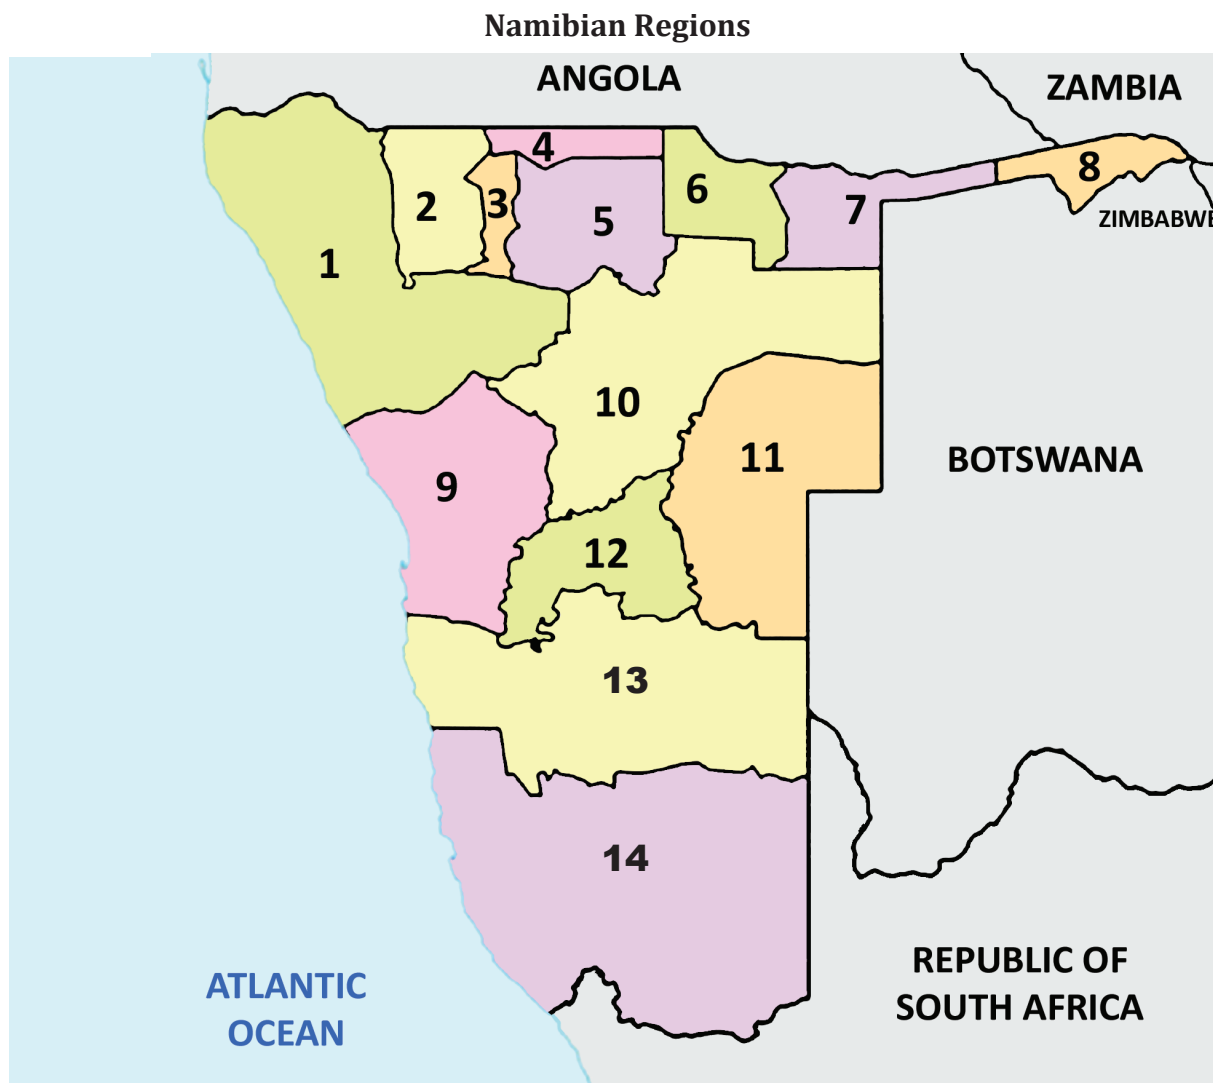 Namibian Regions
ANGOLA
ZAMBIA
4
8
6
3
2
7
5
ZIMBABWE
1
10
11
BOTSWANA
9
12
13
14
REPUBLIC OF
SOUTH AFRICA
ATLANTIC
OCEAN